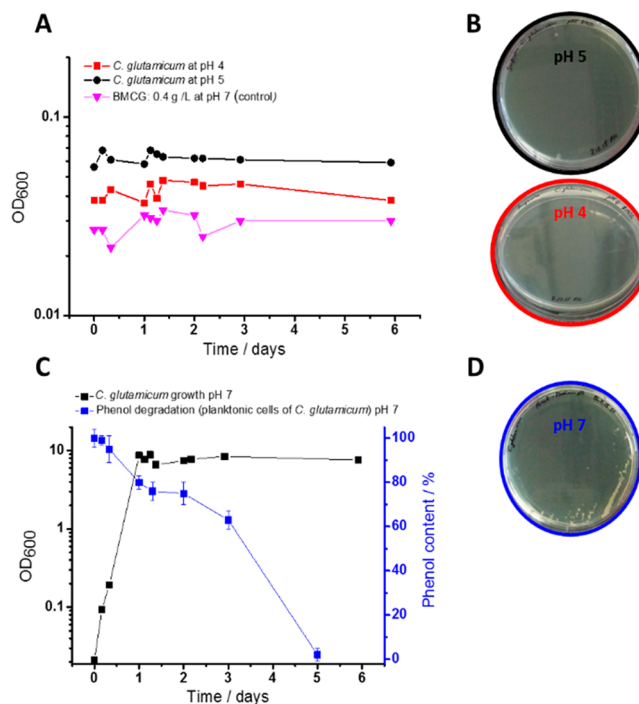 A
B
C. glutamicum at pH 4
C. glutamicum at pH 5
BMCG: 0.4 g /L at pH 7 (control)
0.1
0.01
OD600
0 1 2 3 4 5 6
Time / days
pH 5
pH 4
C
D
C. glutamicum growth pH 7
Phenol degradation (planktonic cells of C. glutamicum) pH 7
10
1
0.1
OD600
100
80
60
40
20
0
Phenol content / %
0 1 2 3 4 5 6
Time / days
pH 7